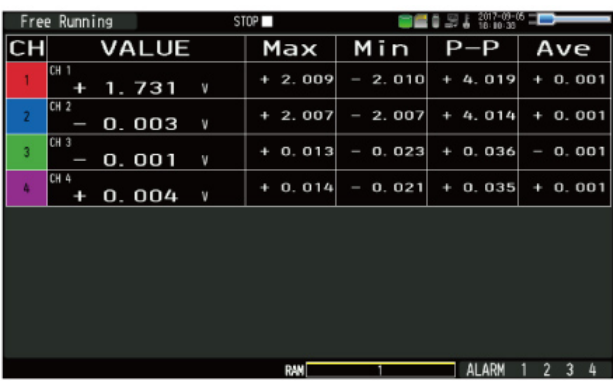 Free Running STOP 2017-09-05
CH VALUE Max Min P-P Ave
1 CH 1 + 1.731 V + 2.009 - 2.010 + 4.019 + 0.001
2 CH 2 - 0.003 V + 2.007 - 2.007 + 4.014 + 0.001
3 CH 3 - 0.001 V + 0.013 - 0.023 + 0.036 - 0.001
4 CH 4 + 0.004 V + 0.014 - 0.021 + 0.035 + 0.001
RAM 1 ALARM 1 2 3 4